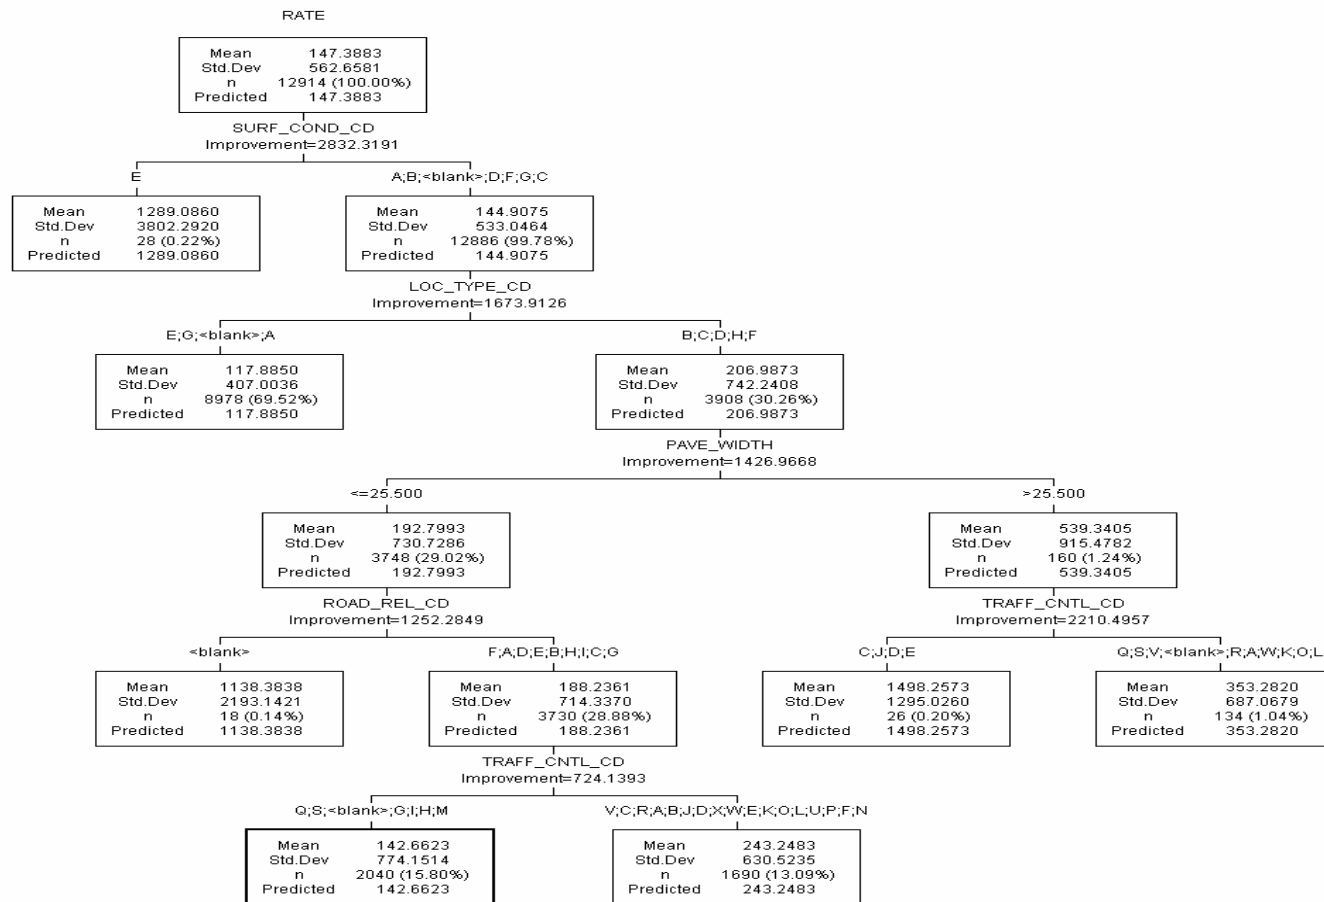 RATE
Mean 147.3883
Std.Dev 562.6581
n 12914 (100.00%)
Predicted 147.3883
SURF_COND_CD
Improvement=2832.3191
E
A;B;<blank>;D;F;G;C
Mean 1289.0860
Std.Dev 3802.2920
n 28 (0.22%)
Predicted 1289.0860
Mean 144.9075
Std.Dev 533.0464
n 12886 (99.78%)
Predicted 144.9075
LOC_TYPE_CD
Improvement=1673.9126
E;G;<blank>;A
B;C;D;H;F
Mean 117.8850
Std.Dev 407.0036
n 8978 (69.52%)
Predicted 117.8850
Mean 206.9873
Std.Dev 742.2408
n 3908 (30.26%)
Predicted 206.9873
PAVE_WIDTH
Improvement=1426.9668
<=25.500
>25.500
Mean 192.7993
Std.Dev 730.7286
n 3748 (29.02%)
Predicted 192.7993
Mean 539.3405
Std.Dev 915.4782
n 160 (1.24%)
Predicted 539.3405
ROAD_REL_CD
Improvement=1252.2849
TRAFF_CNTL_CD
Improvement=2210.4957
<blank>
F;A;D;E;B;H;I;C;G
C;J;D;E
Q;S;V;<blank>;R;A;W;K;O;L
Mean 1138.3838
Std.Dev 2193.1421
n 18 (0.14%)
Predicted 1138.3838
Mean 188.2361
Std.Dev 714.3370
n 3730 (28.88%)
Predicted 188.2361
Mean 1498.2573
Std.Dev 1295.0260
n 26 (0.20%)
Predicted 1498.2573
Mean 353.2820
Std.Dev 687.0679
n 134 (1.04%)
Predicted 353.2820
TRAFF_CNTL_CD
Improvement=724.1393
Q;S;<blank>;G;I;H;M
V;C;R;A;B;J;D;X;W;E;K;O;L;U;P;F;N
Mean 142.6623
Std.Dev 774.1514
n 2040 (15.80%)
Predicted 142.6623
Mean 243.2483
Std.Dev 630.5235
n 1690 (13.09%)
Predicted 243.2483